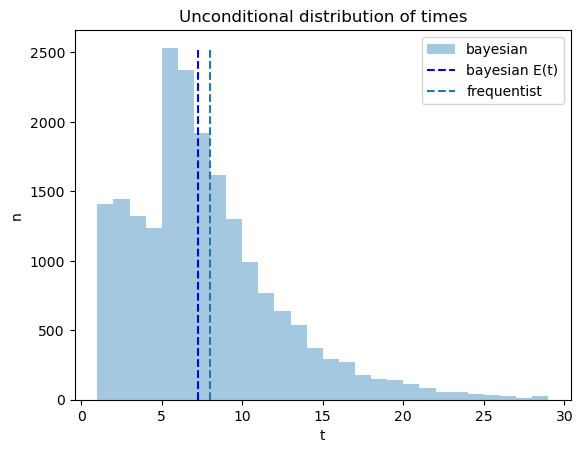 Unconditional distribution of times
bayesian
bayesian E(t)
frequentist
n
2500
2000
1500
1000
500
0
0
5
10
15
20
25
30
t